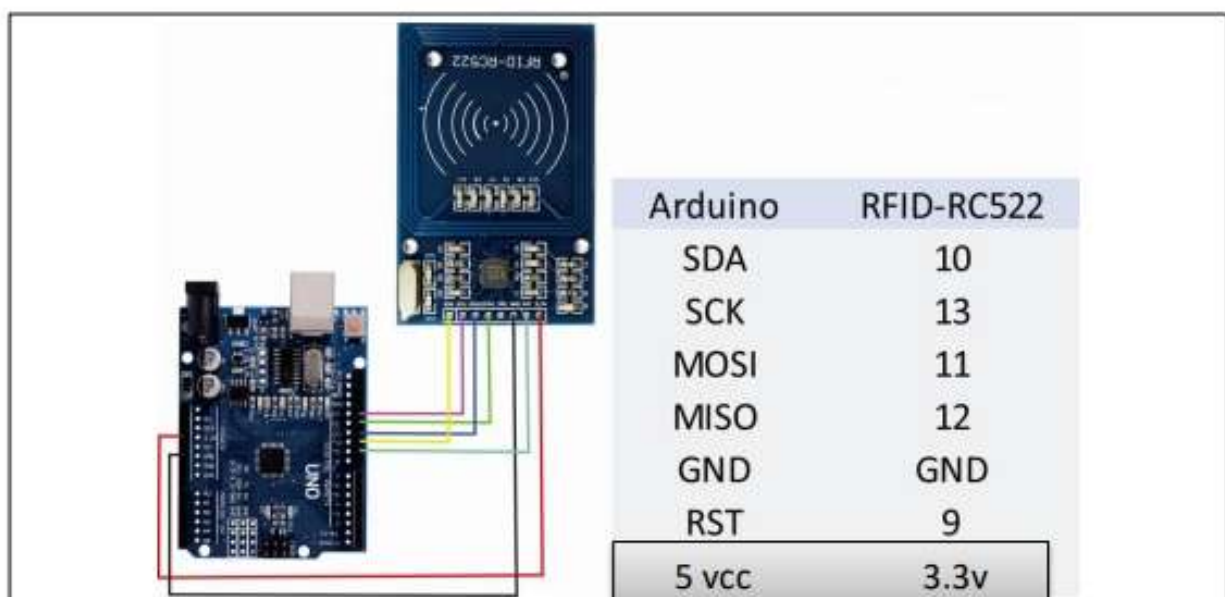 RFID-RC522
UNO
Arduino RFID-RC522
SDA 10
SCK 13
MOSI 11
MISO 12
GND GND
RST 9
5 vcc 3.3v